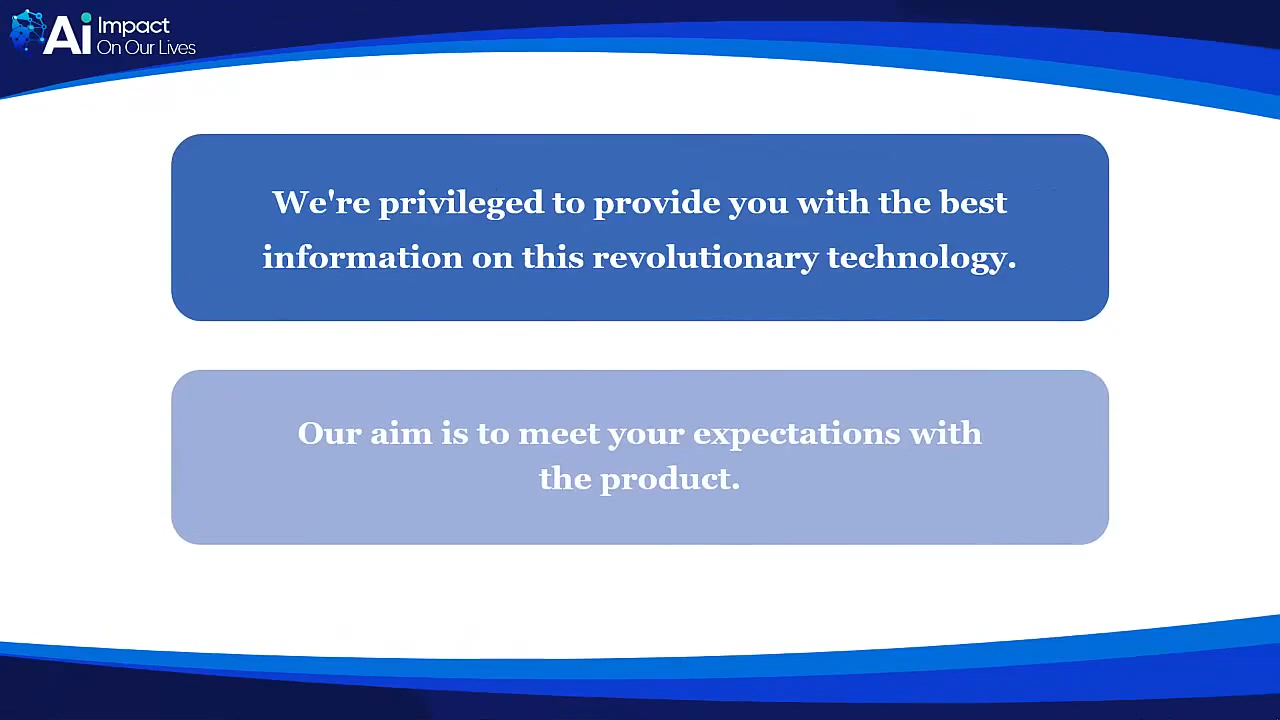 Ai Impact
On Our Lives
We're privileged to provide you with the best
information on this revolutionary technology.
Our aim is to meet your expectations with
the product.